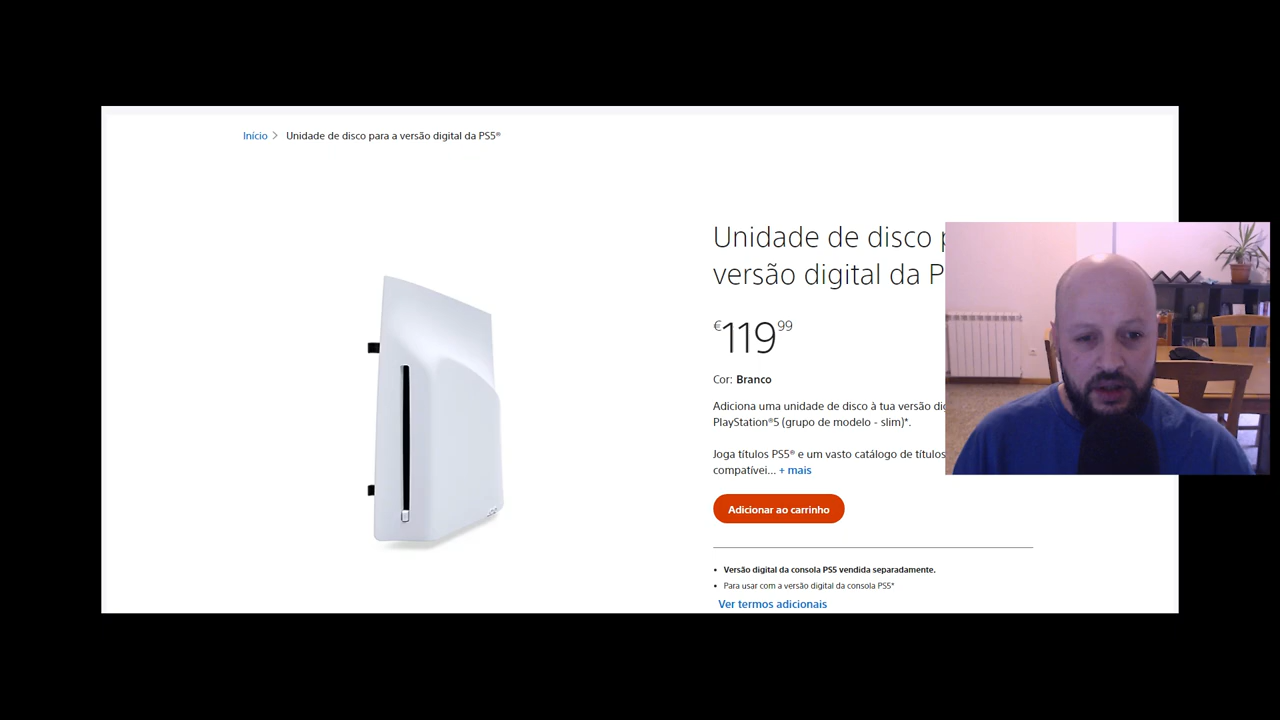 Início > Unidade de disco para a versão digital da PS5®
Unidade de disco
versão digital da
€11999
Cor: Branco
Adiciona uma unidade de disco à tua versão
PlayStation®5 (grupo de modelo - slim)*.
Joga títulos PS5® e um vasto catálogo de títulos
compatívei... + mais
Adicionar ao carrinho
• Versão digital da consola PS5 vendida separadamente.
• Para usar com a versão digital da consola PS5*
Ver termos adicionais